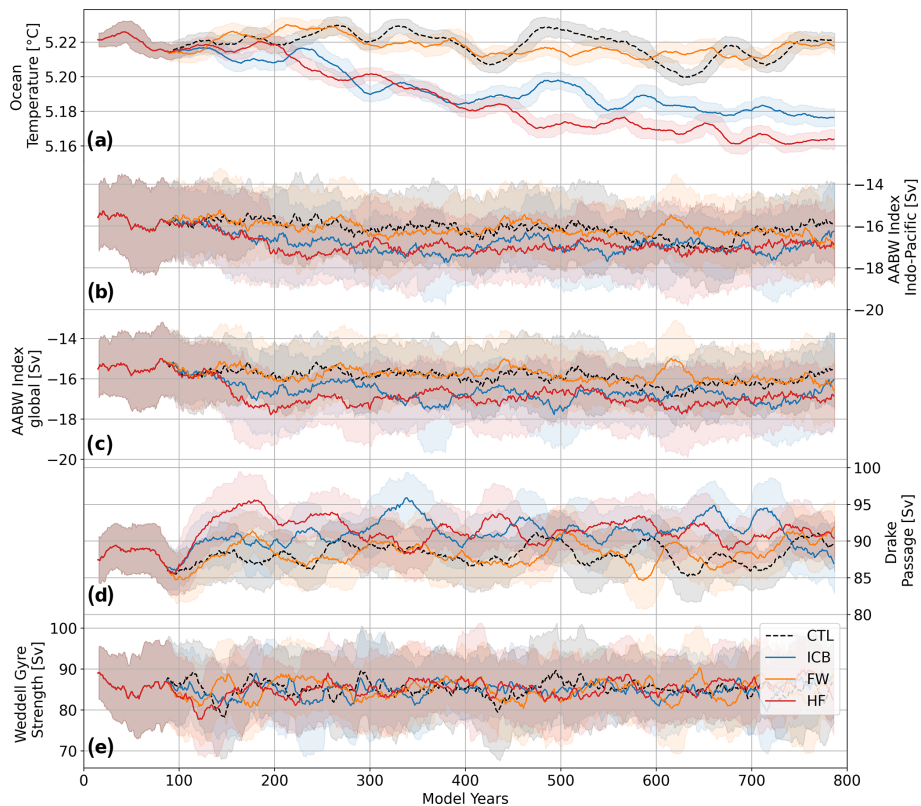 Ocean
Temperature [°C]
5.22
5.20
5.18
5.16
(a)
−14
−16
−18
−20
AABW Index
Indo-Pacific [Sv]
(b)
AABW Index
global [Sv]
−14
−16
−18
−20
(c)
100
95
90
85
80
Drake
Passage [Sv]
(d)
Weddell Gyre
Strength [Sv]
100
90
80
70
(e)
CTL
ICB
FW
HF
0
100
200
300
400
500
600
700
800
Model Years